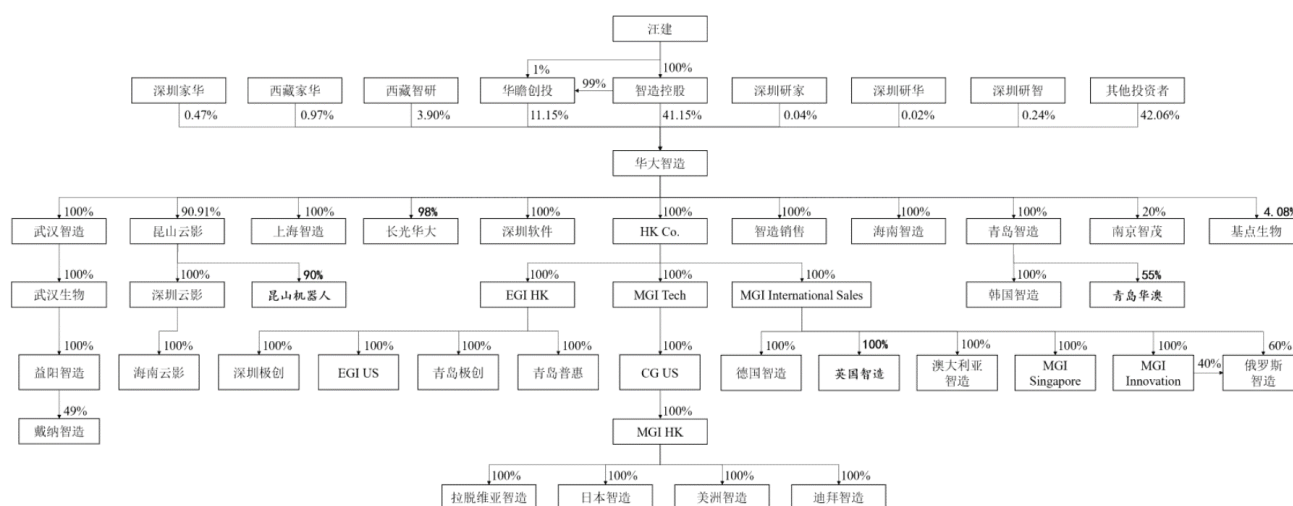 汪建
1%
100%
深圳家华
西藏家华
西藏智研
华瞻创投
99%
智造控股
深圳研家
深圳研华
深圳研智
其他投资者
0.47%
0.97%
3.90%
11.15%
41.15%
0.04%
0.02%
0.24%
42.06%
华大智造
100%
90.91%
100%
98%
100%
100%
100%
100%
100%
20%
4.08%
武汉智造
昆山云影
上海智造
长光华大
深圳软件
HK Co.
智造销售
海南智造
青岛智造
南京智茂
基点生物
100%
100%
90%
100%
100%
100%
100%
55%
武汉生物
深圳云影
昆山机器人
EGI HK
MGI Tech
MGI International Sales
韩国智造
青岛华澳
100%
100%
100%
100%
100%
100%
100%
100%
100%
100%
100%
100%
60%
益阳智造
海南云影
深圳极创
EGI US
青岛极创
青岛普惠
CG US
德国智造
英国智造
澳大利亚
智造
MGI
Singapore
MGI
Innovation
40%
俄罗斯
智造
49%
100%
戴纳智造
MGI HK
100%
100%
100%
100%
拉脱维亚智造
日本智造
美洲智造
迪拜智造